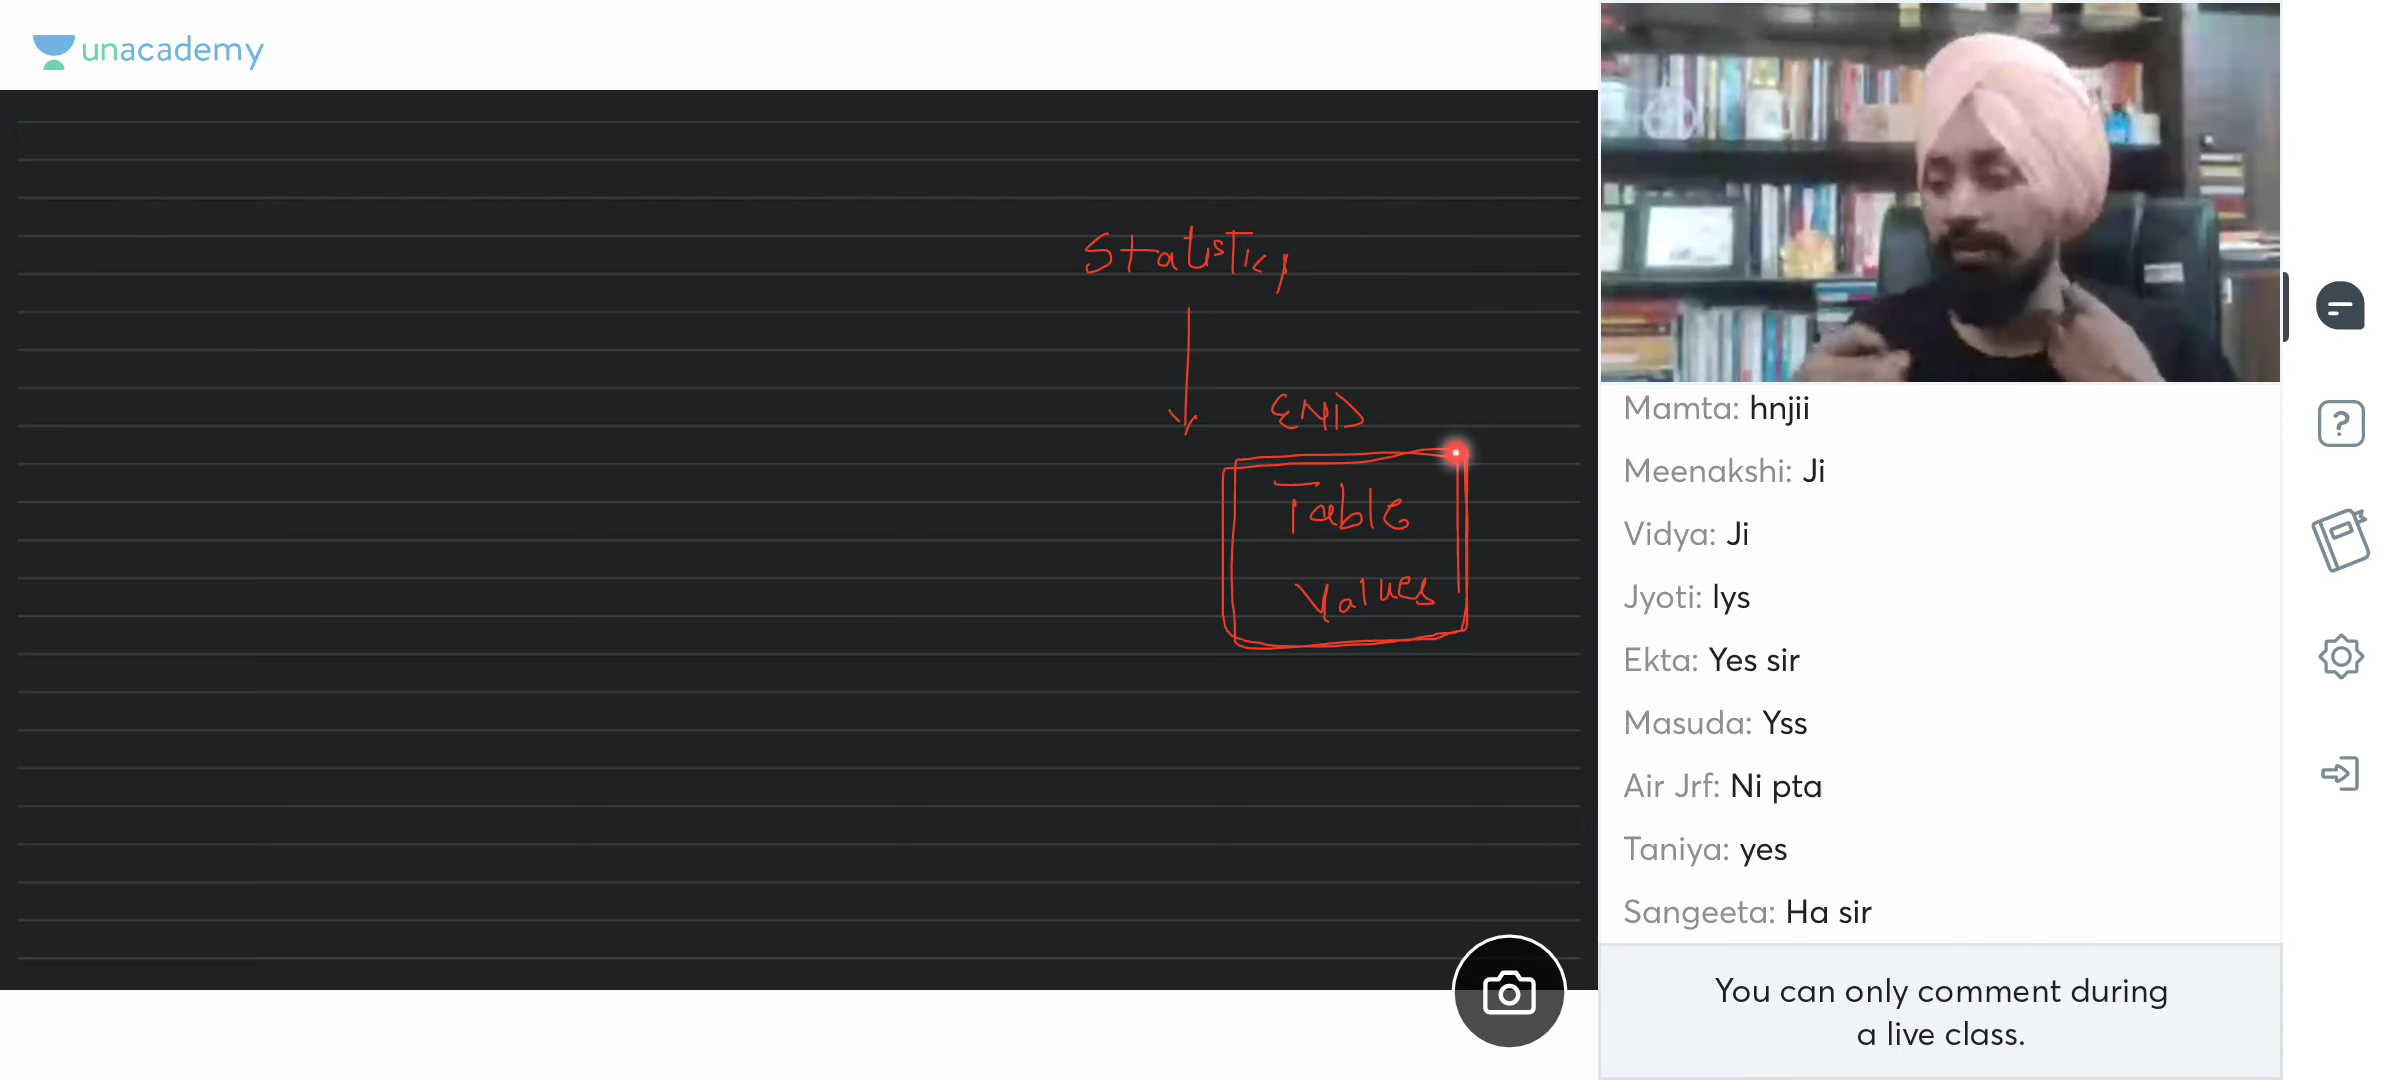 unacademy
Statistics
END
Table
Values
Mamta: hnjii
Meenakshi: Ji
Vidya: Ji
Jyoti: Iys
Ekta: Yes sir
Masuda: Yss
Air Jrf: Ni pta
Taniya: yes
Sangeeta: Ha sir
You can only comment during
a live class.